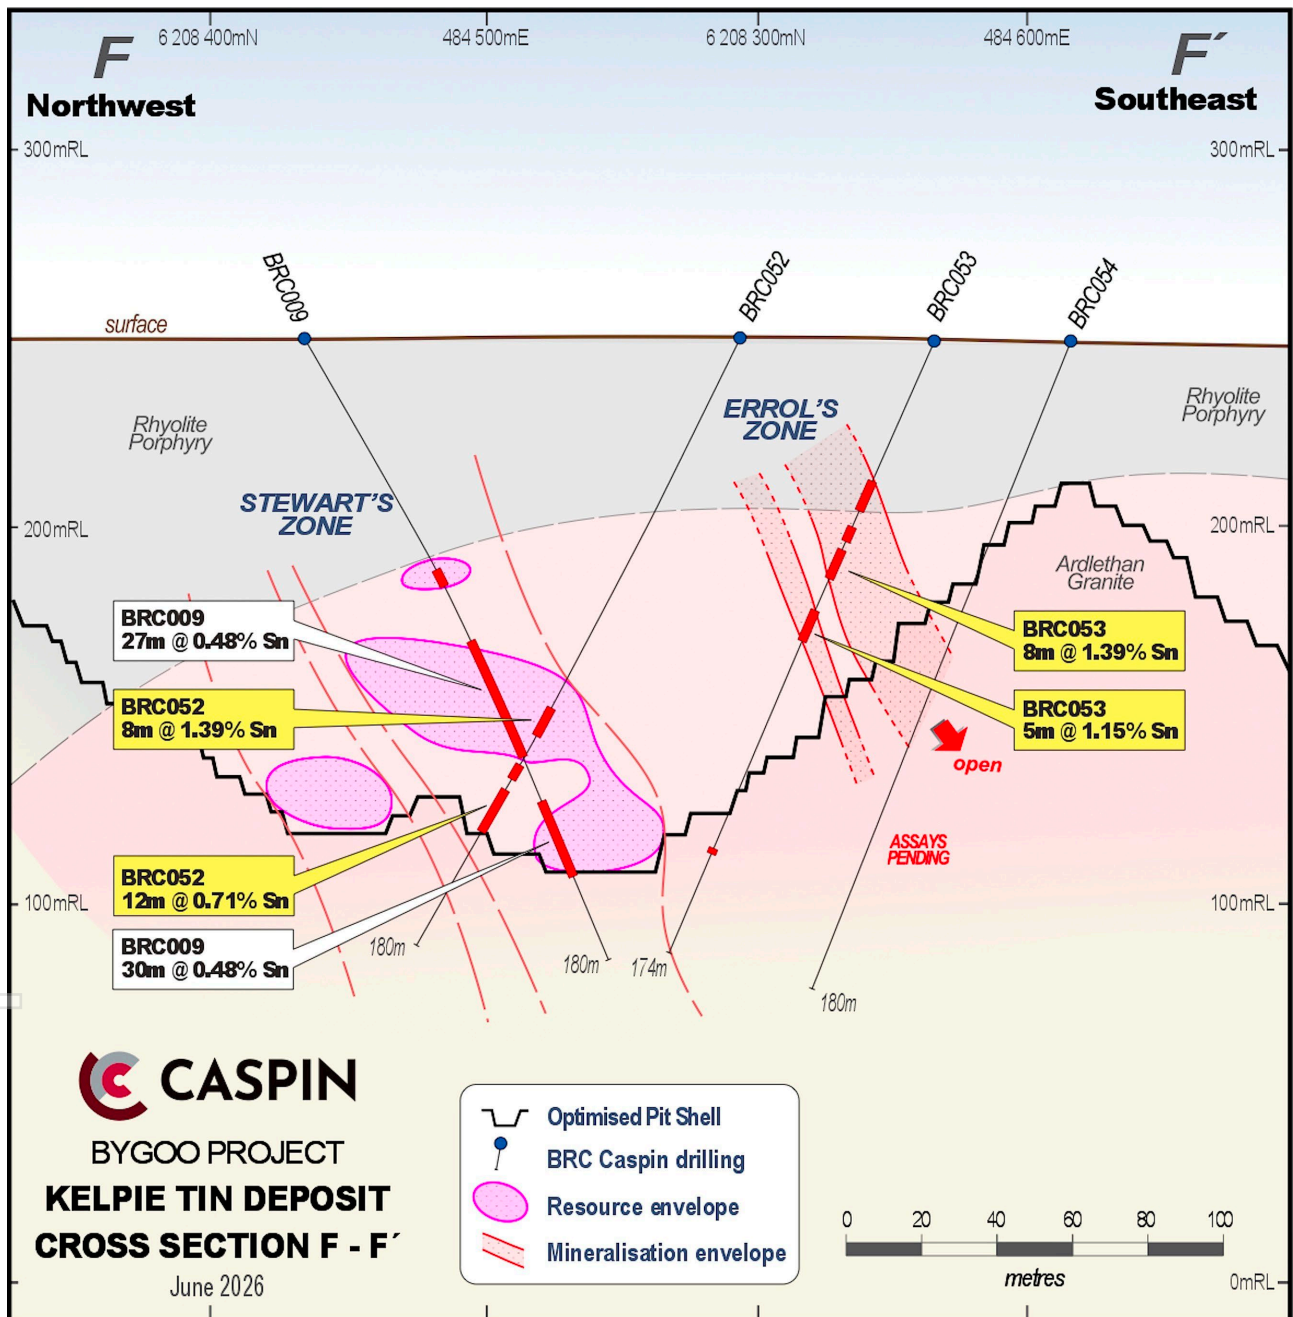 6 208 400mN
484 500mE
6 208 300mN
484 600mE
F
F´
Northwest
Southeast
300mRL
300mRL
BRC009
BRC052
BRC053
BRC054
surface
Rhyolite
Porphyry
ERROL'S
ZONE
Rhyolite
Porphyry
STEWART'S
ZONE
200mRL
200mRL
Ardlethan
Granite
BRC009
27m @ 0.48% Sn
BRC053
8m @ 1.39% Sn
BRC052
8m @ 1.39% Sn
BRC053
5m @ 1.15% Sn
open
ASSAYS
PENDING
BRC052
12m @ 0.71% Sn
100mRL
100mRL
BRC009
30m @ 0.48% Sn
180m
180m
174m
180m
CASPIN
BYGOO PROJECT
KELPIE TIN DEPOSIT
CROSS SECTION F - F´
June 2026
Optimised Pit Shell
BRC Caspin drilling
Resource envelope
Mineralisation envelope
0 20 40 60 80 100
metres
0mRL